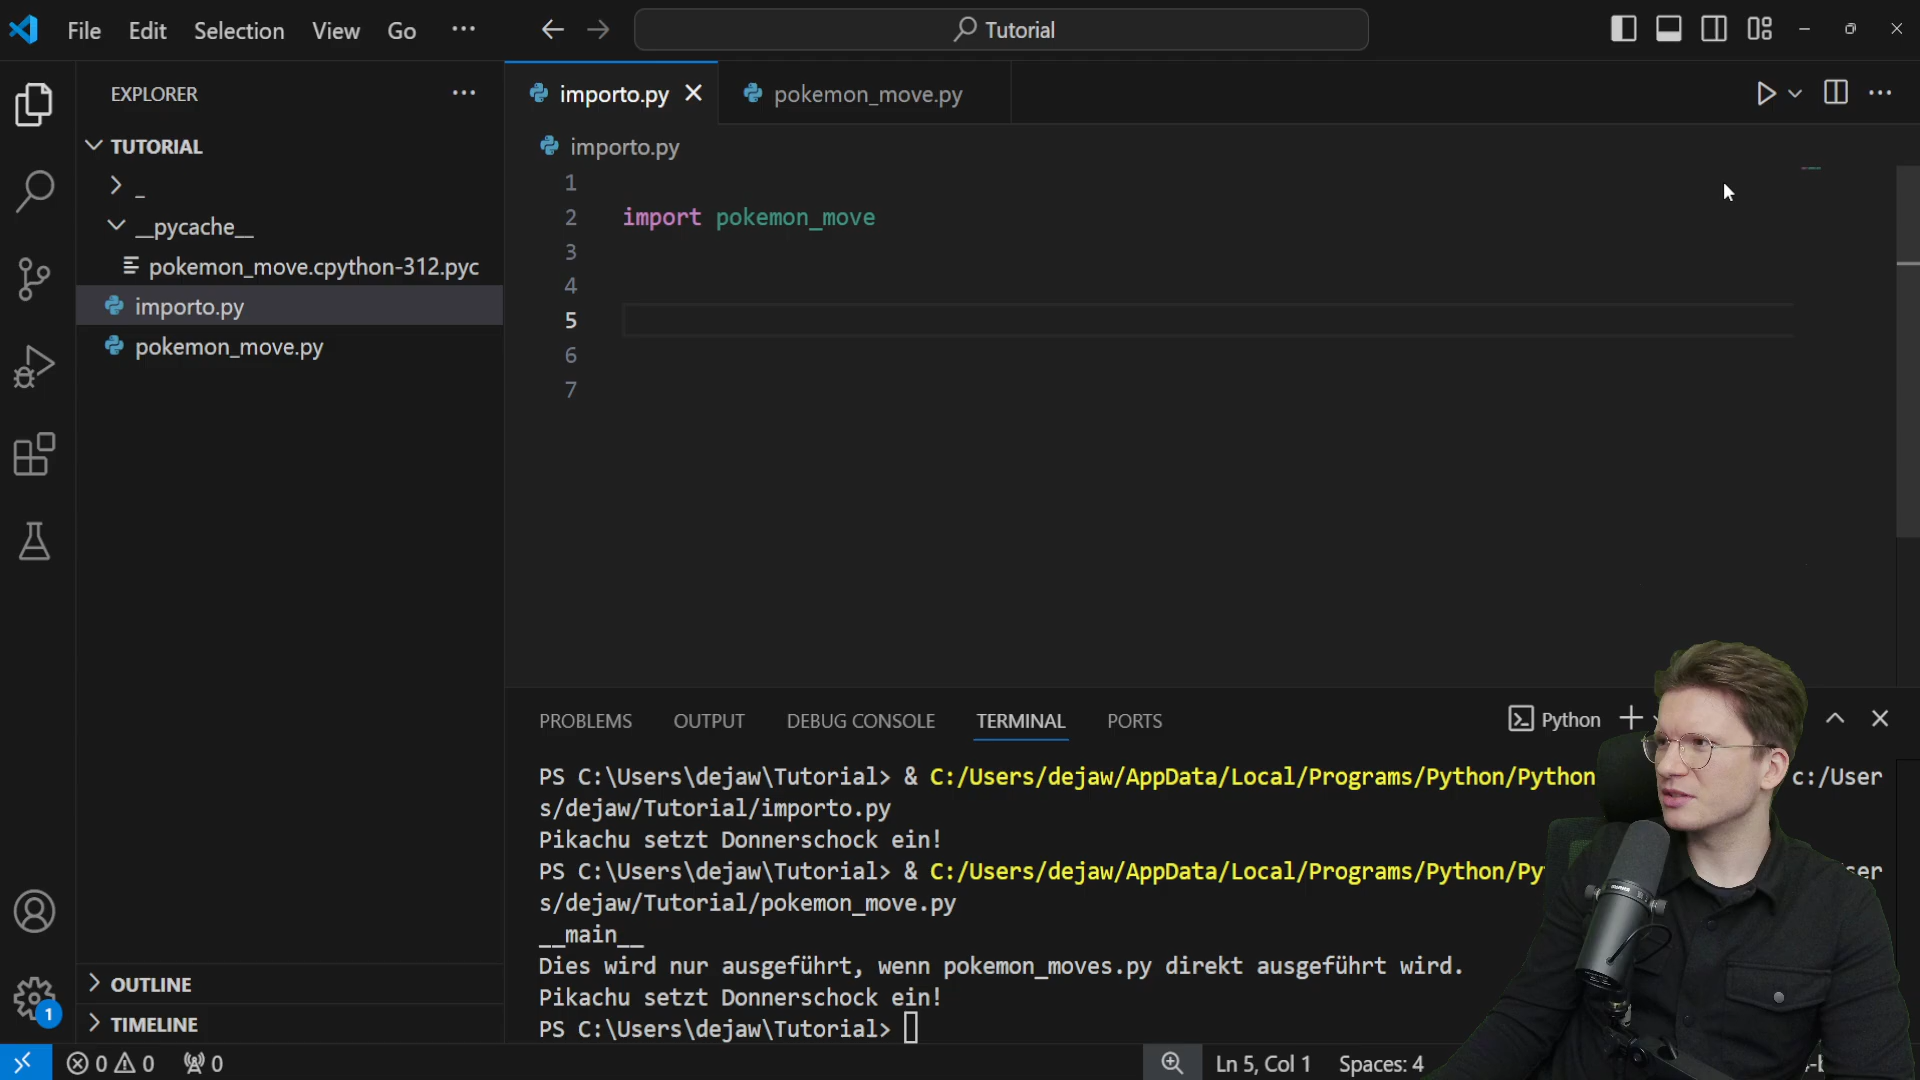 File Edit Selection View Go ···
Tutorial
EXPLORER ···
importo.py
pokemon_move.py
TUTORIAL
_
__pycache__
pokemon_move.cpython-312.pyc
importo.py
pokemon_move.py
importo.py
1
2 import pokemon_move
3
4
5
6
7
PROBLEMS OUTPUT DEBUG CONSOLE TERMINAL PORTS
Python
PS C:\Users\dejaw\Tutorial> & C:/Users/dejaw/AppData/Local/Programs/Python/Python c:/User
s/dejaw/Tutorial/importo.py
Pikachu setzt Donnerschock ein!
PS C:\Users\dejaw\Tutorial> & C:/Users/dejaw/AppData/Local/Programs/Python/Py
s/dejaw/Tutorial/pokemon_move.py
__main__
Dies wird nur ausgeführt, wenn pokemon_moves.py direkt ausgeführt wird.
Pikachu setzt Donnerschock ein!
PS C:\Users\dejaw\Tutorial>
OUTLINE
TIMELINE
1
0 0 0
Ln 5, Col 1 Spaces: 4